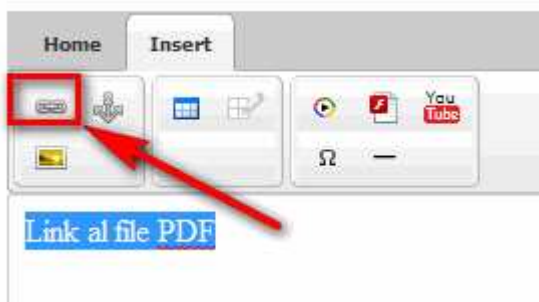 Home Insert
You
Tube
Ω
Link al file PDF